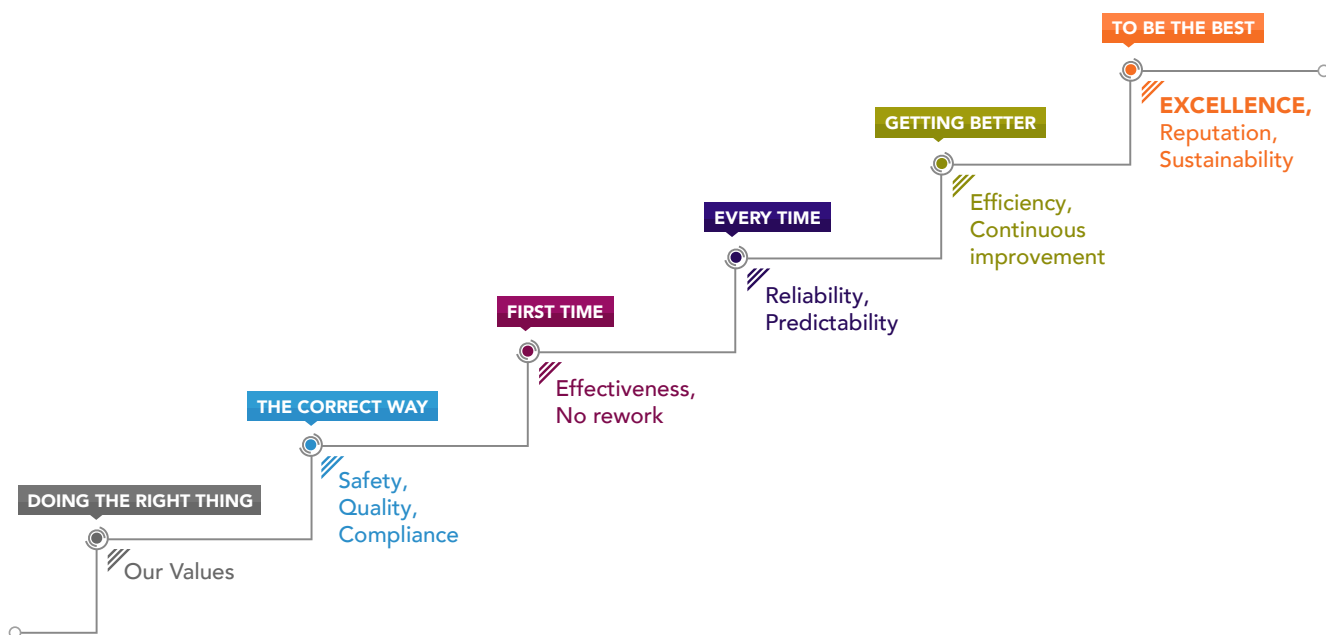 TO BE THE BEST
EXCELLENCE,
Reputation,
Sustainability
GETTING BETTER
Efficiency,
Continuous
improvement
EVERY TIME
Reliability,
Predictability
FIRST TIME
Effectiveness,
No rework
THE CORRECT WAY
Safety,
Quality,
Compliance
DOING THE RIGHT THING
Our Values